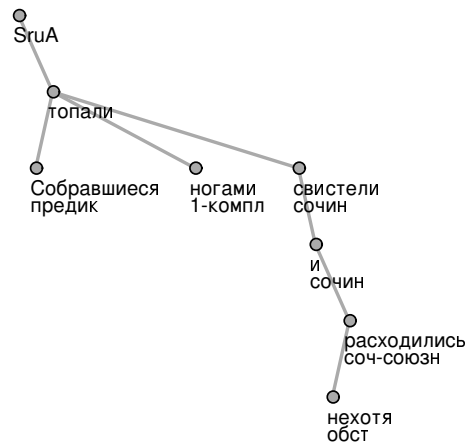 SruA
топали
Собравшиеся
предик
ногами
1-компл
свистели
сочин
и
сочин
расходились
соч-союзн
нехотя
обст